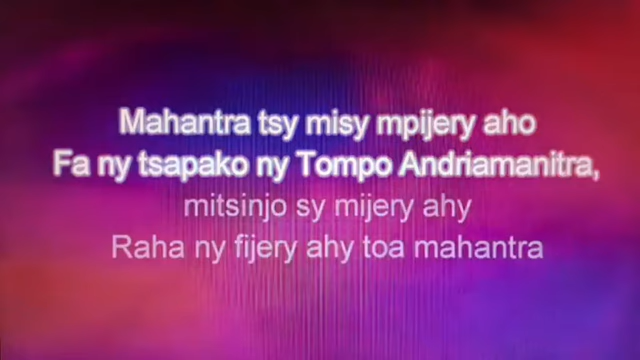 Mahantra tsy misy mpijery aho
Fa ny tsapako ny Tompo Andriamanitra,
mitsinjo sy mijery ahy
Raha ny fijery ahy toa mahantra